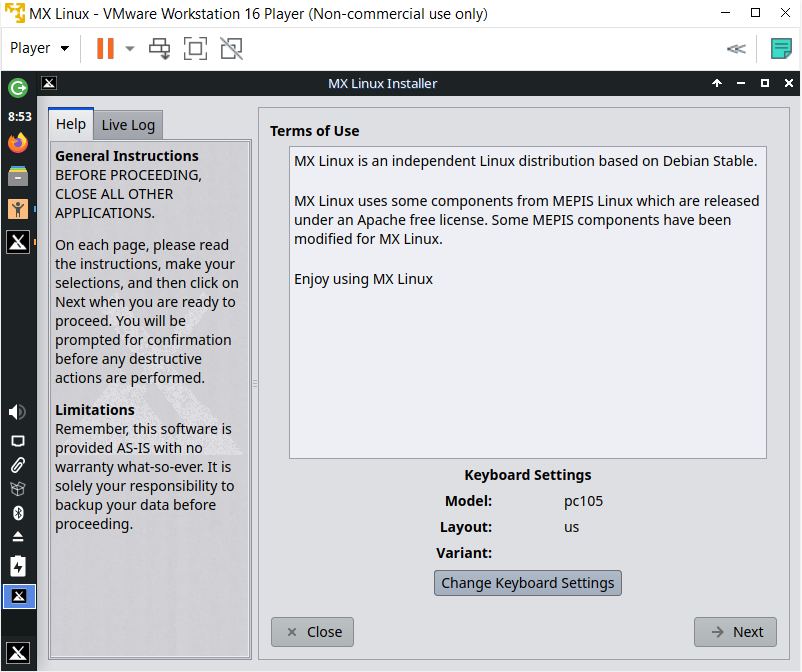 MX Linux - VMware Workstation 16 Player (Non-commercial use only)
Player
MX Linux Installer
8:53
Help
Live Log
General Instructions
BEFORE PROCEEDING,
CLOSE ALL OTHER
APPLICATIONS.
On each page, please read
the instructions, make your
selections, and then click on
Next when you are ready to
proceed. You will be
prompted for confirmation
before any destructive
actions are performed.
Limitations
Remember, this software is
provided AS-IS with no
warranty what-so-ever. It is
solely your responsibility to
backup your data before
proceeding.
Terms of Use
MX Linux is an independent Linux distribution based on Debian Stable.
MX Linux uses some components from MEPIS Linux which are released
under an Apache free license. Some MEPIS components have been
modified for MX Linux.
Enjoy using MX Linux
Keyboard Settings
Model: pc105
Layout: us
Variant:
Change Keyboard Settings
Close
Next